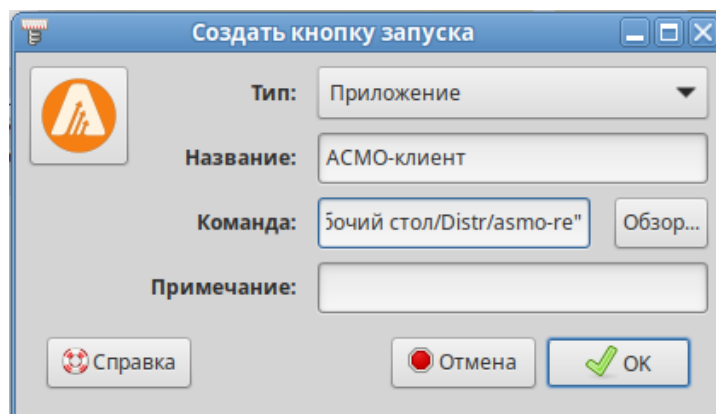 Создать кнопку запуска
Тип: Приложение
Название: АСМО-клиент
Команда: бочий стол/Distr/asmo-re" Обзор...
Примечание:
Справка Отмена OK